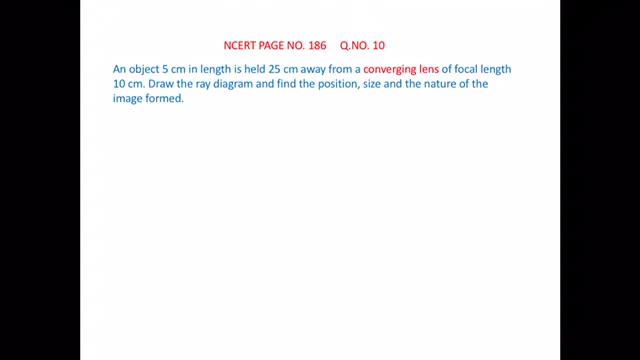 NCERT PAGE NO. 186 Q.NO. 10
An object 5 cm in length is held 25 cm away from a converging lens of focal length
10 cm. Draw the ray diagram and find the position, size and the nature of the
image formed.